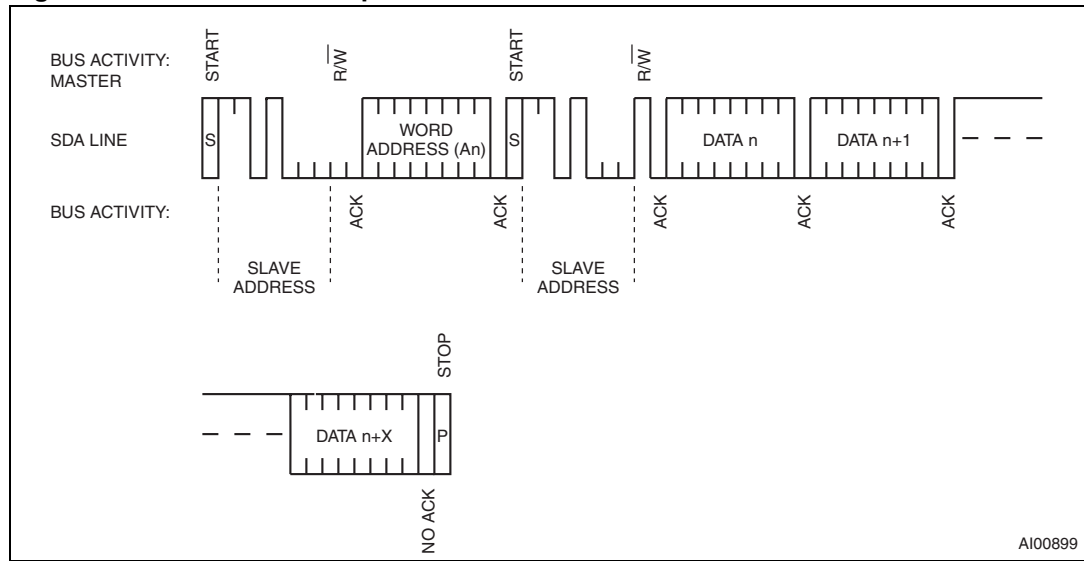 BUS ACTIVITY:
MASTER
START
R/W
START
R/W
SDA LINE
S
WORD
ADDRESS (An)
S
DATA n
DATA n+1
BUS ACTIVITY:
ACK
ACK
ACK
ACK
ACK
SLAVE
ADDRESS
SLAVE
ADDRESS
STOP
DATA n+X
P
NO ACK
AI00899